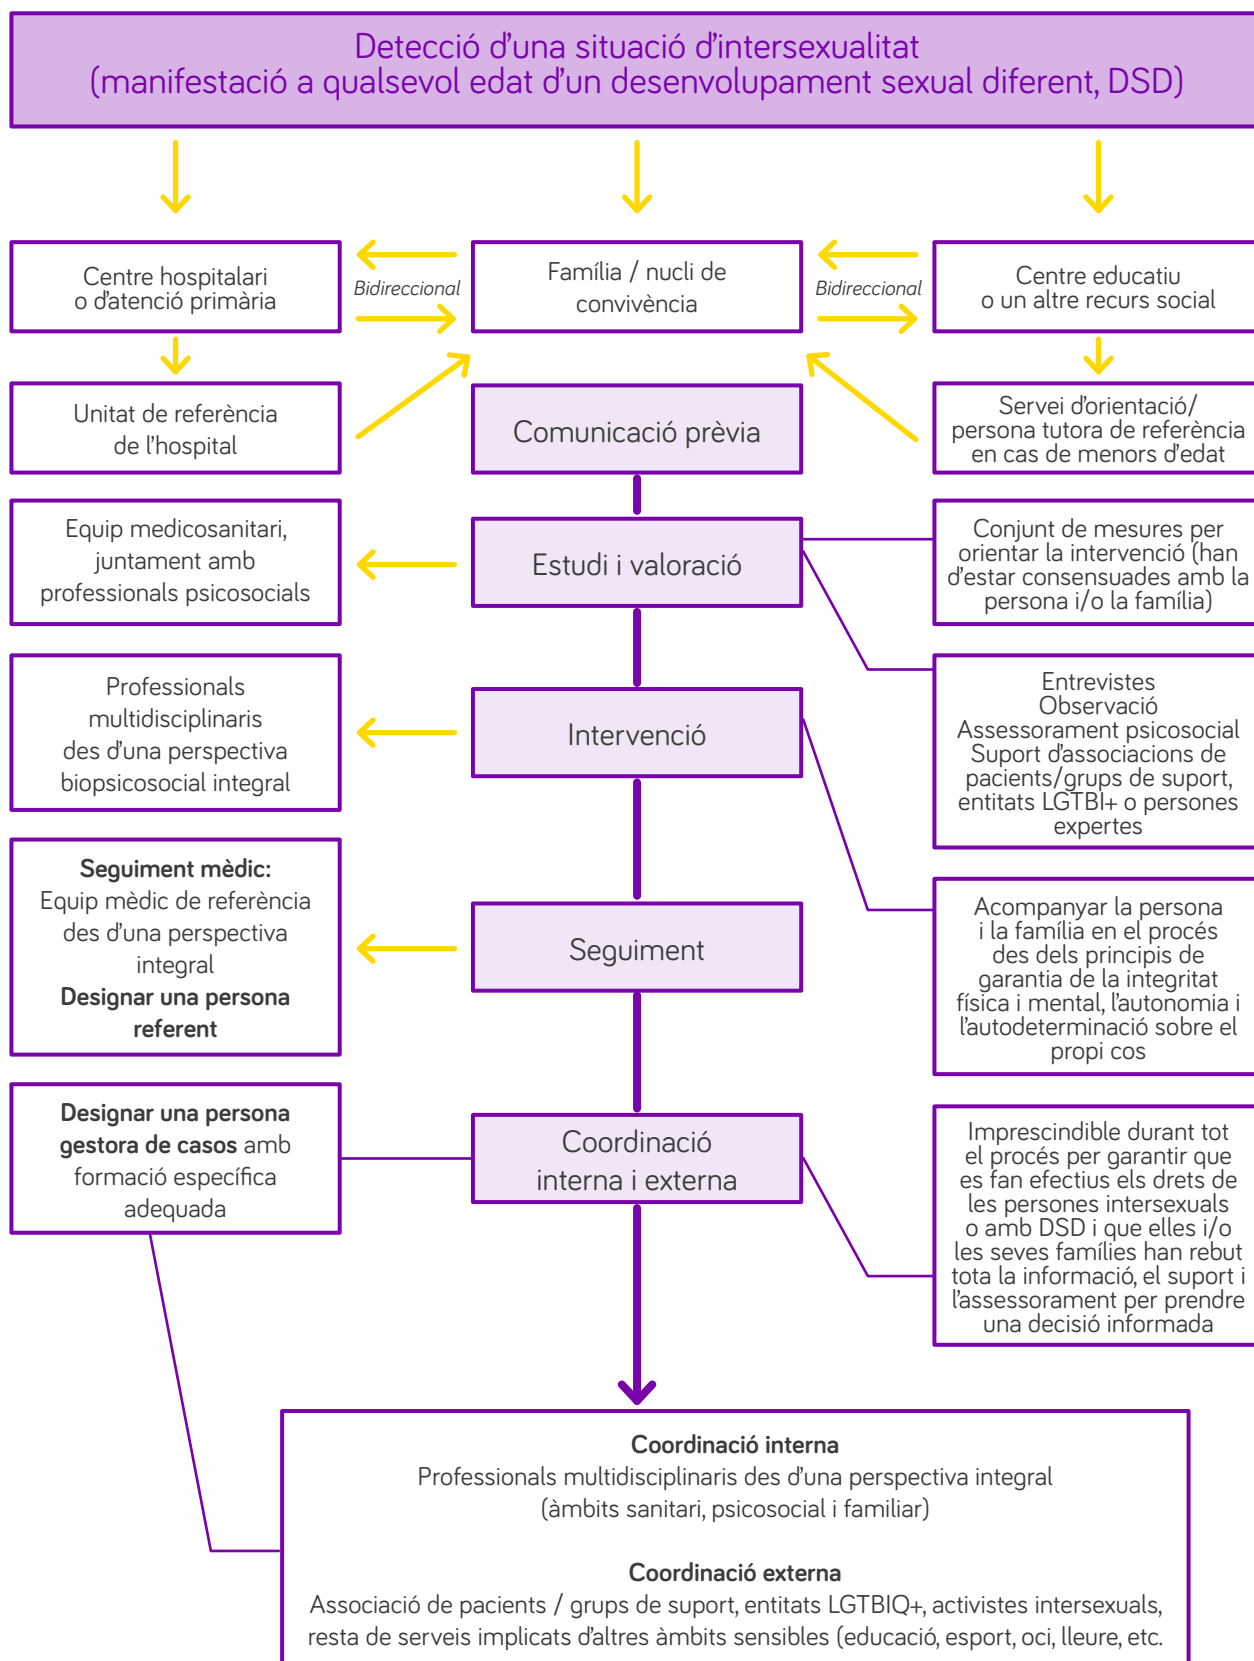 Detecció d'una situació d'intersexualitat
(manifestació a qualsevol edat d'un desenvolupament sexual diferent, DSD)
Centre hospitalari
o d'atenció primària
Bidireccional
Família / nucli de
convivència
Bidireccional
Centre educatiu
o un altre recurs social
Unitat de referència
de l'hospital
Comunicació prèvia
Servei d'orientació/
persona tutora de referència
en cas de menors d'edat
Equip medicosanitari,
juntament amb
professionals psicosocials
Estudi i valoració
Conjunt de mesures per
orientar la intervenció (han
d'estar consensuades amb la
persona i/o la família)
Professionals
multidisciplinaris
des d'una perspectiva
biopsicosocial integral
Intervenció
Entrevistes
Observació
Assessorament psicosocial
Suport d'associacions de
pacients/grups de suport,
entitats LGTBI+ o persones
expertes
Seguiment mèdic:
Equip mèdic de referència
des d'una perspectiva
integral
Designar una persona
referent
Seguiment
Acompanyar la persona
i la família en el procés
des dels principis de
garantia de la integritat
física i mental, l'autonomia i
l'autodeterminació sobre el
propi cos
Designar una persona
gestora de casos amb
formació específica
adequada
Coordinació
interna i externa
Imprescindible durant tot
el procés per garantir que
es fan efectius els drets de
les persones intersexuals
o amb DSD i que elles i/o
les seves famílies han rebut
tota la informació, el suport i
l'assessorament per prendre
una decisió informada
Coordinació interna
Professionals multidisciplinaris des d'una perspectiva integral
(àmbits sanitari, psicosocial i familiar)
Coordinació externa
Associació de pacients / grups de suport, entitats LGTBIQ+, activistes intersexuals,
resta de serveis implicats d'altres àmbits sensibles (educació, esport, oci, lleure, etc.